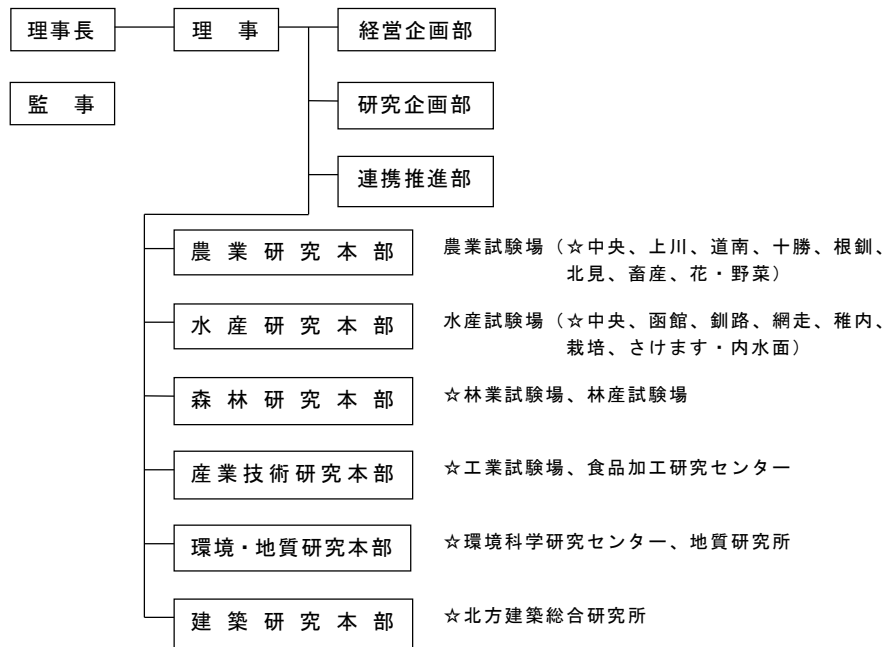 理事長
理　事
経営企画部
監　事
研究企画部
連携推進部
農業研究本部
農業試験場（☆中央、上川、道南、十勝、根釧、
北見、畜産、花・野菜）
水産研究本部
水産試験場（☆中央、函館、釧路、網走、稚内、
栽培、さけます・内水面）
森林研究本部
☆林業試験場、林産試験場
産業技術研究本部
☆工業試験場、食品加工研究センター
環境・地質研究本部
☆環境科学研究センター、地質研究所
建築研究本部
☆北方建築総合研究所